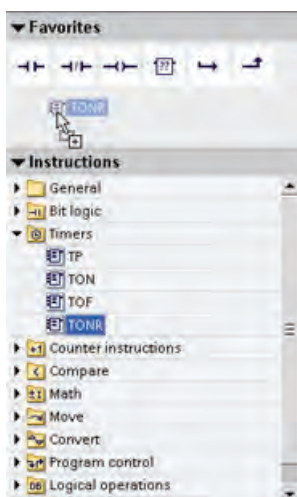 Favorites
??
TONR
Instructions
General
Bit logic
Timers
TP
TON
TOF
TONR
Counter instructions
Compare
Math
Move
Convert
Program control
Logical operations